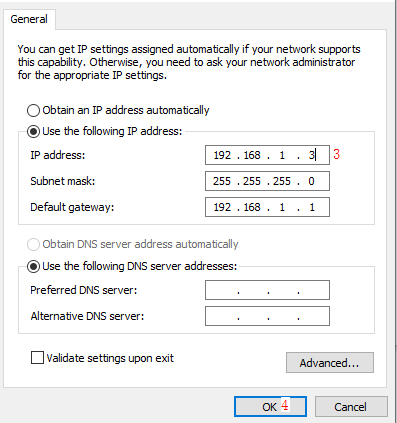 General
You can get IP settings assigned automatically if your network supports
this capability. Otherwise, you need to ask your network administrator
for the appropriate IP settings.
Obtain an IP address automatically
Use the following IP address:
IP address: 192 . 168 . 1 . 3 3
Subnet mask: 255 . 255 . 255 . 0
Default gateway: 192 . 168 . 1 . 1
Obtain DNS server address automatically
Use the following DNS server addresses:
Preferred DNS server: . . .
Alternative DNS server: . . .
Validate settings upon exit
Advanced...
OK 4 Cancel